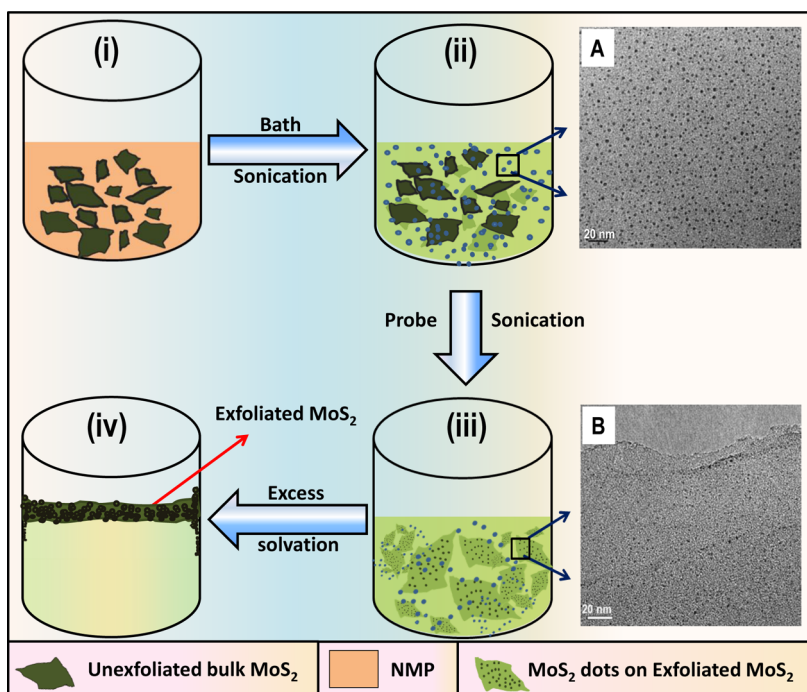 (i)
Bath
Sonication
(ii)
A
20 nm
Probe Sonication
(iv)
Exfoliated MoS₂
Excess
solvation
(iii)
B
20 nm
Unexfoliated bulk MoS₂
NMP
MoS₂ dots on Exfoliated MoS₂